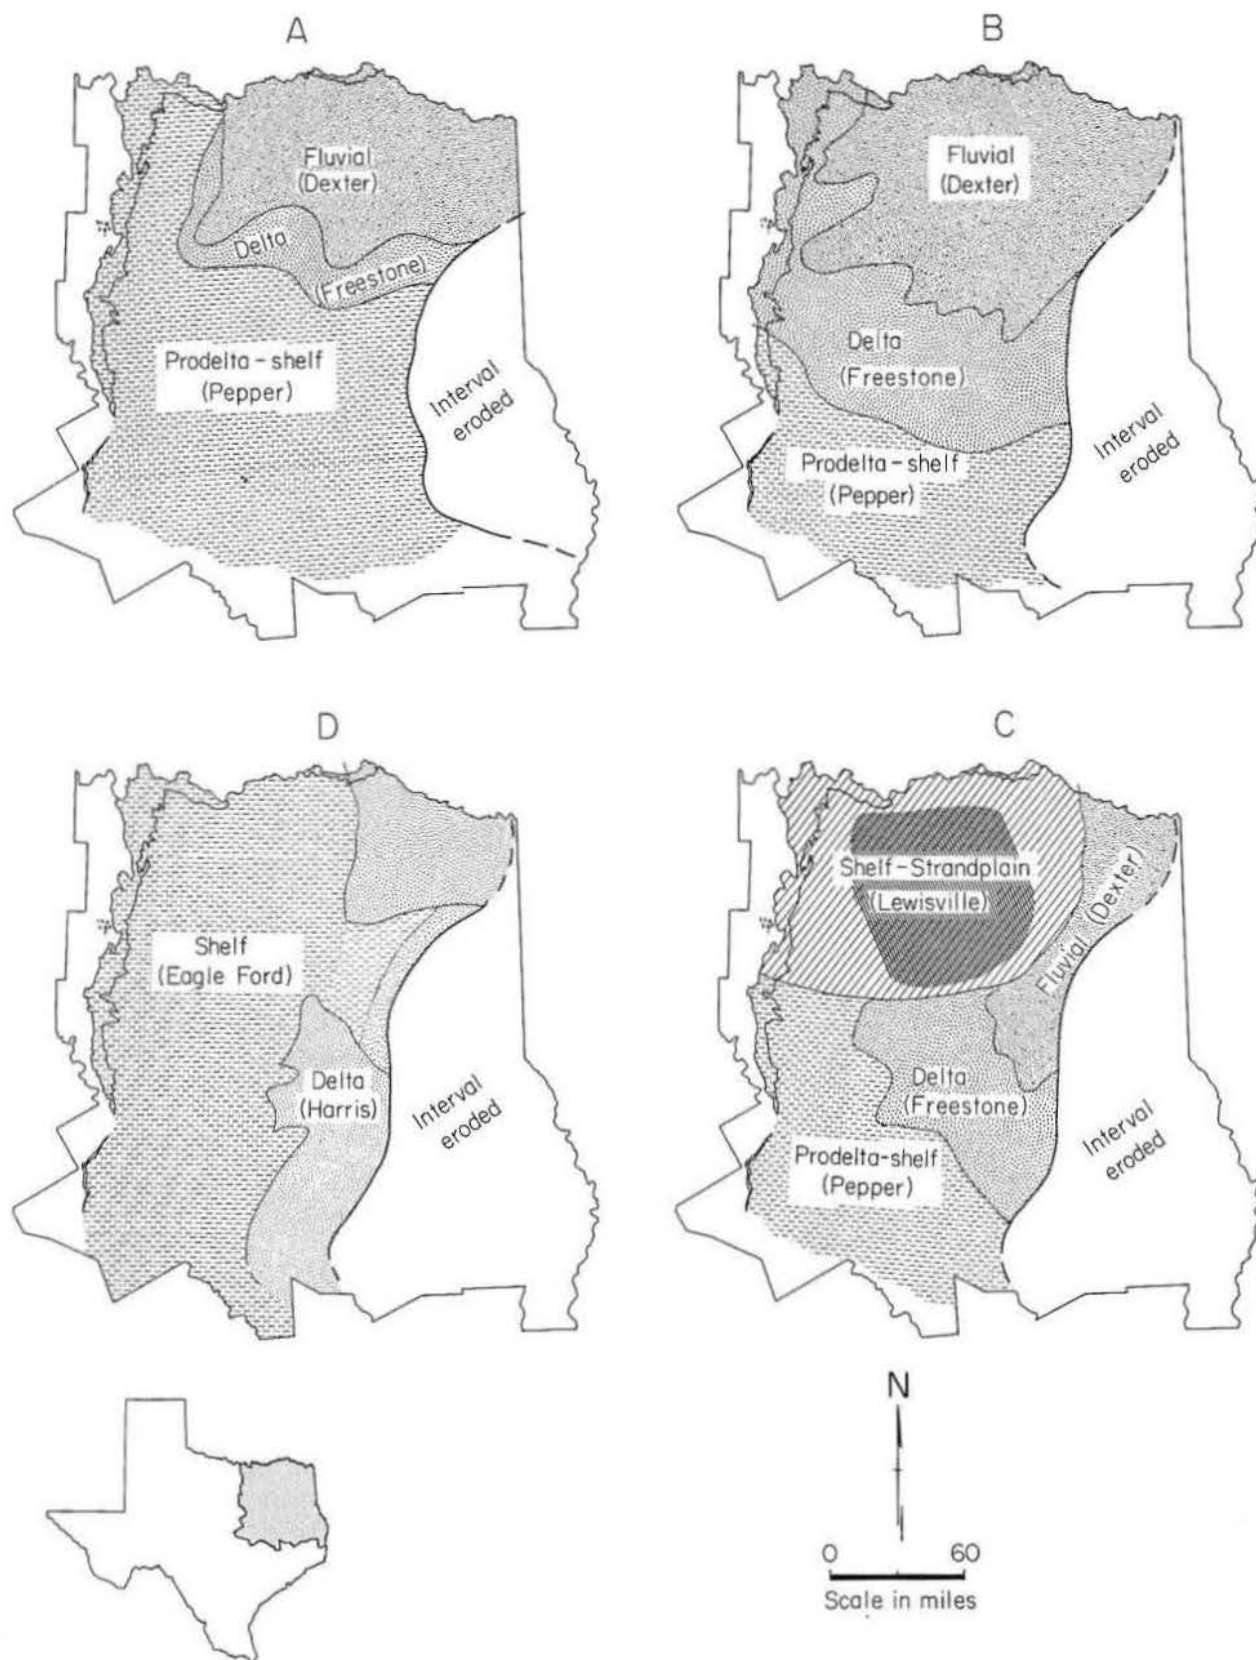 A
Fluvial
(Dexter)
Delta
(Freestone)
Prodelta-shelf
(Pepper)
Interval
eroded
B
Fluvial
(Dexter)
Delta
(Freestone)
Prodelta-shelf
(Pepper)
Interval
eroded
D
Shelf
(Eagle Ford)
Delta
(Harris)
Interval
eroded
C
Shelf-Strandplain
(Lewisville)
Fluvial (Dexter)
Delta
(Freestone)
Prodelta-shelf
(Pepper)
Interval
eroded
N
0 60
Scale in miles